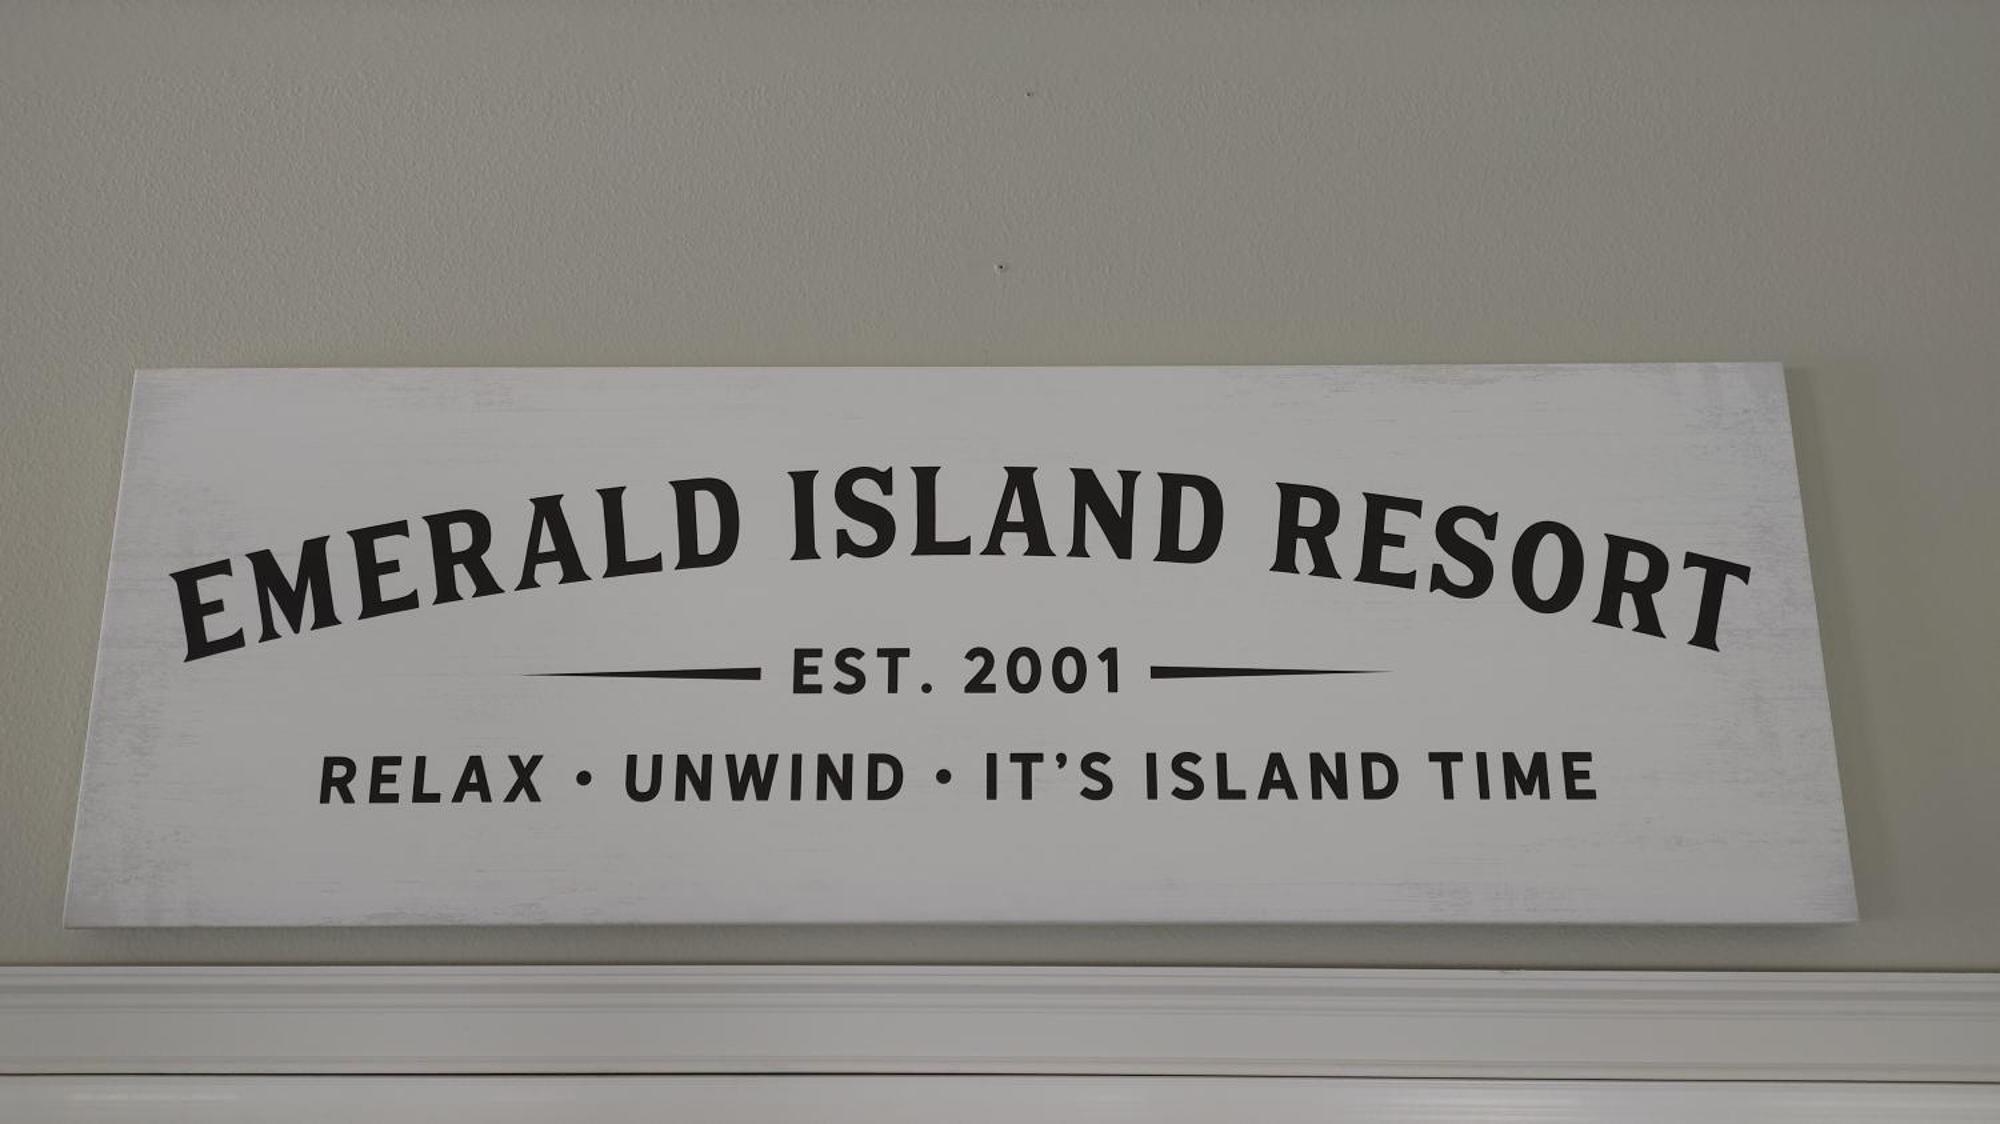 EMERALD ISLAND RESORT
EST. 2001
RELAX • UNWIND • IT’S ISLAND TIME